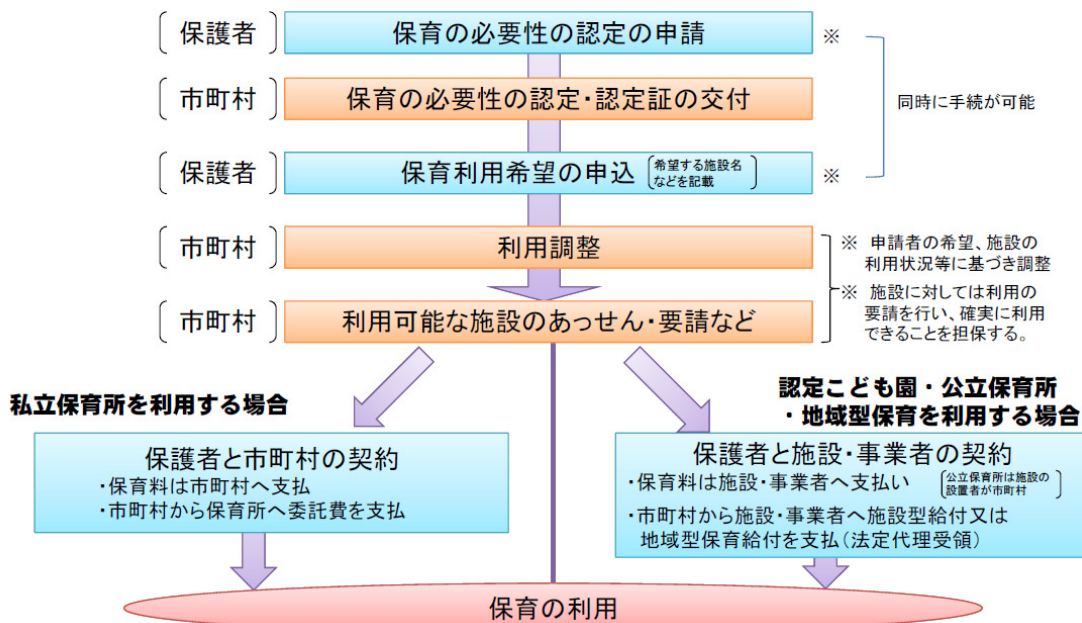 保護者
保育の必要性の認定の申請
※
市町村
保育の必要性の認定・認定証の交付
同時に手続が可能
保護者
保育利用希望の申込
希望する施設名
などを記載
※
市町村
利用調整
※ 申請者の希望、施設の
利用状況等に基づき調整
※ 施設に対しては利用の
要請を行い、確実に利用
できることを担保する。
市町村
利用可能な施設のあっせん・要請など
私立保育所を利用する場合
保護者と市町村の契約
・保育料は市町村へ支払
・市町村から保育所へ委託費を支払
認定こども園・公立保育所
・地域型保育を利用する場合
保護者と施設・事業者の契約
・保育料は施設・事業者へ支払い
公立保育所は施設の
設置者が市町村
・市町村から施設・事業者へ施設型給付又は
地域型保育給付を支払(法定代理受領)
保育の利用